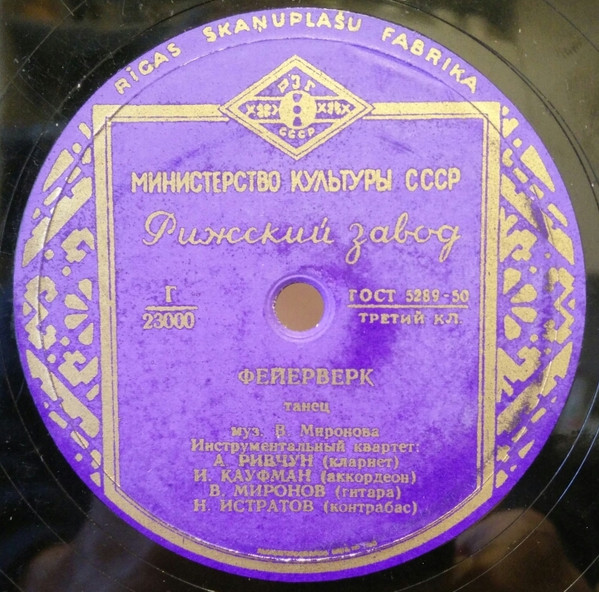 RĪGAS SKAŅUPLAŠU FABRIKA
РЗГ
СССР
МИНИСТЕРСТВО КУЛЬТУРЫ СССР
Рижский завод
Г
23000
ГОСТ 5289-50
ТРЕТИЙ КЛ.
ФЕЙЕРВЕРК
танец
муз. В. Миронова
Инструментальный квартет:
А. РИВЧУН (кларнет)
И. КАУФМАН (аккордеон)
В. МИРОНОВ (гитара)
Н. ИСТРАТОВ (контрабас)